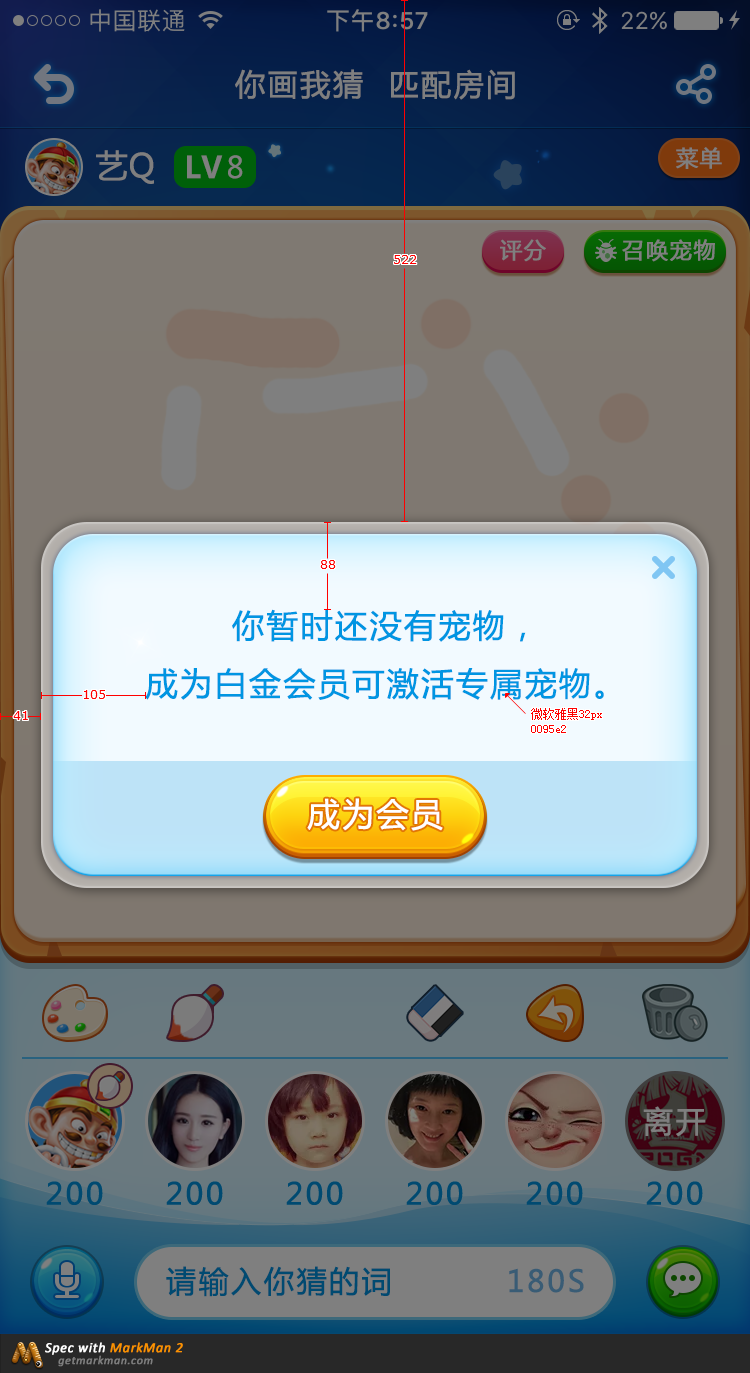 中国联通 下午8:57 22%
你画我猜 匹配房间
艺Q LV8 菜单
评分 召唤宠物
522
88
你暂时还没有宠物，
成为白金会员可激活专属宠物。
105
41
微软雅黑32px
0095e2
成为会员
离开
200 200 200 200 200 200
请输入你猜的词 180S
Spec with MarkMan 2
getmarkman.com